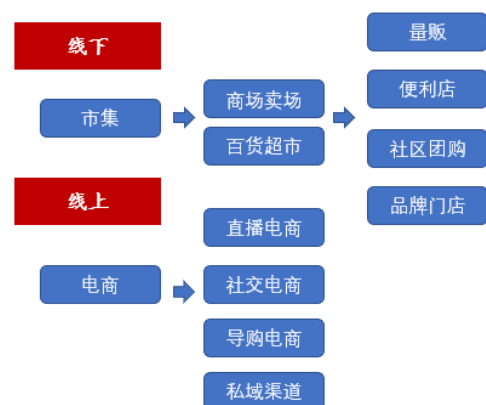 线下
市集
商场卖场
百货超市
量贩
便利店
社区团购
品牌门店
线上
电商
直播电商
社交电商
导购电商
私域渠道